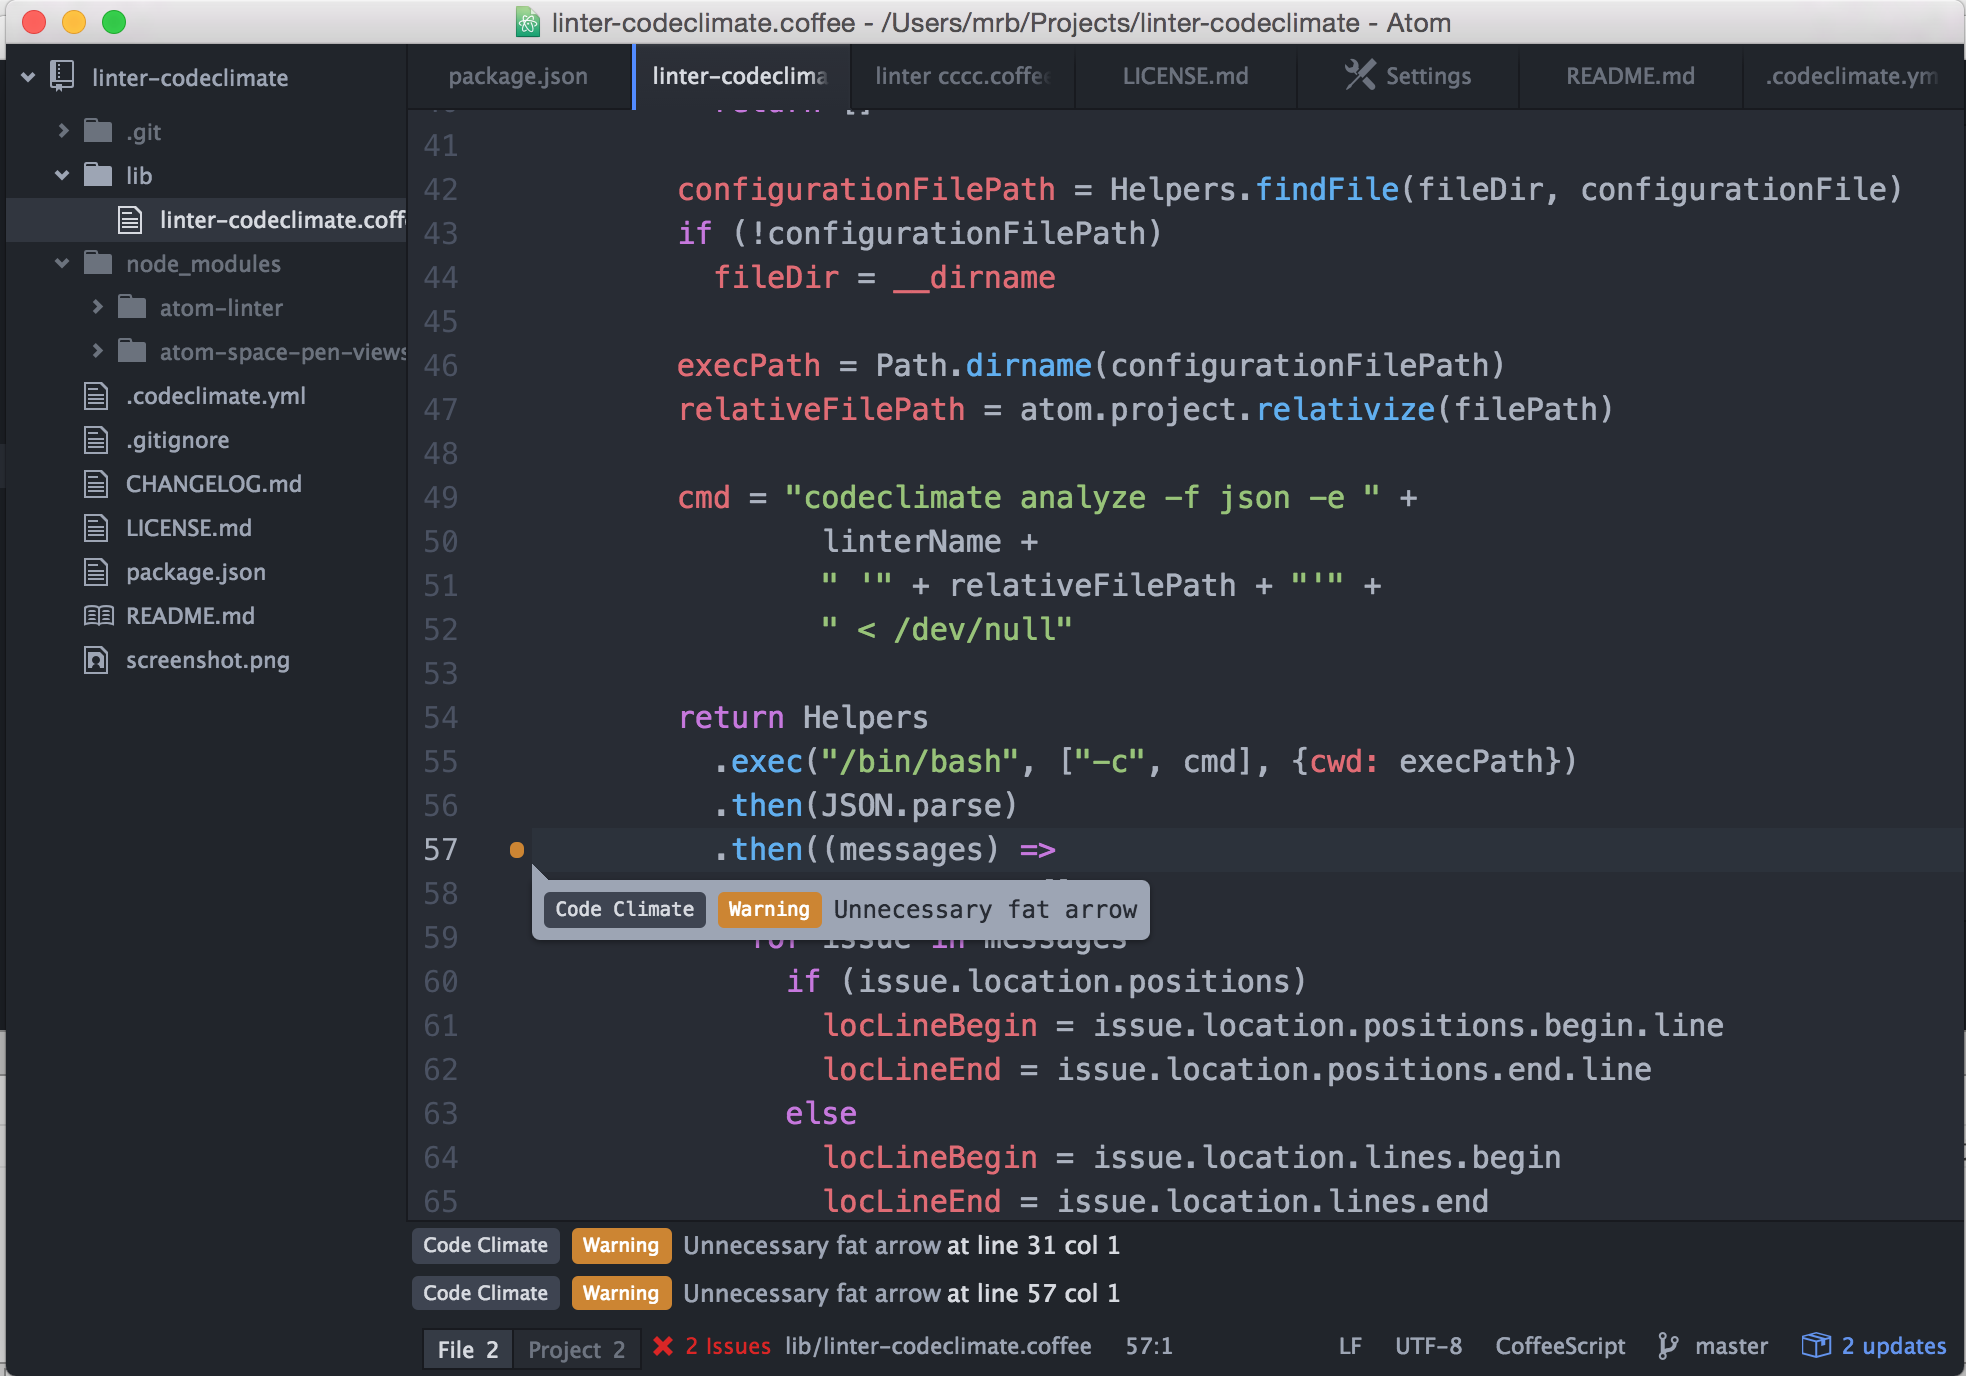 linter-codeclimate.coffee - /Users/mrb/Projects/linter-codeclimate - Atom
linter-codeclimate
.git
lib
linter-codeclimate.coff
node_modules
atom-linter
atom-space-pen-views
.codeclimate.yml
.gitignore
CHANGELOG.md
LICENSE.md
package.json
README.md
screenshot.png
package.json
linter-codeclima
linter cccc.coffee
LICENSE.md
Settings
README.md
.codeclimate.ym
40 return []
41
42 configurationFilePath = Helpers.findFile(fileDir, configurationFile)
43 if (!configurationFilePath)
44 fileDir = __dirname
45
46 execPath = Path.dirname(configurationFilePath)
47 relativeFilePath = atom.project.relativize(filePath)
48
49 cmd = "codeclimate analyze -f json -e " +
50 linterName +
51 " '" + relativeFilePath + "'" +
52 " < /dev/null"
53
54 return Helpers
55 .exec("/bin/bash", ["-c", cmd], {cwd: execPath})
56 .then(JSON.parse)
57 .then((messages) =>
58
Code Climate Warning Unnecessary fat arrow
59 for issue in messages
60 if (issue.location.positions)
61 locLineBegin = issue.location.positions.begin.line
62 locLineEnd = issue.location.positions.end.line
63 else
64 locLineBegin = issue.location.lines.begin
65 locLineEnd = issue.location.lines.end
Code Climate Warning Unnecessary fat arrow at line 31 col 1
Code Climate Warning Unnecessary fat arrow at line 57 col 1
File 2 Project 2 2 Issues lib/linter-codeclimate.coffee 57:1 LF UTF-8 CoffeeScript master 2 updates